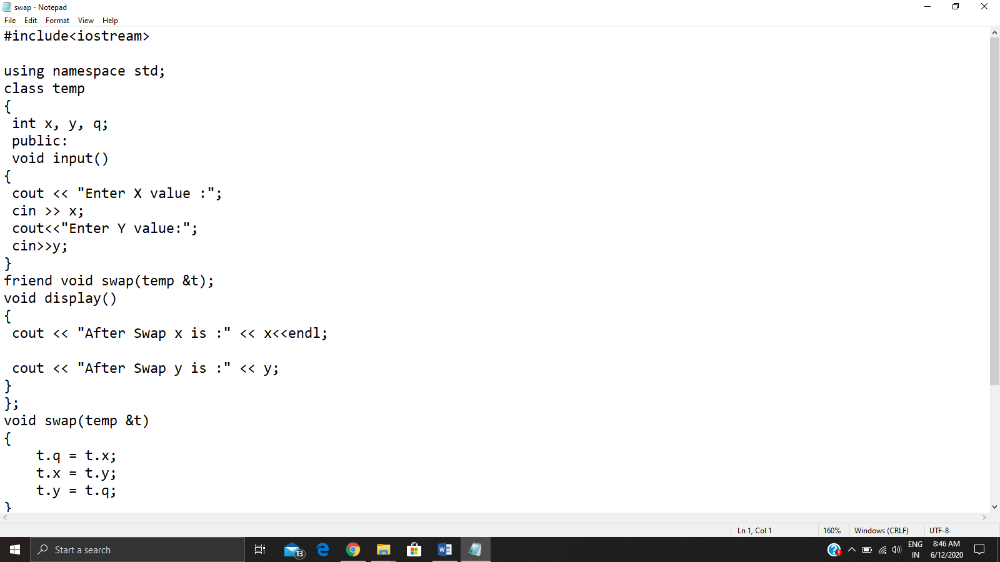 swap - Notepad
File Edit Format View Help
#include<iostream>
using namespace std;
class temp
{
int x, y, q;
public:
void input()
{
cout << "Enter X value :";
cin >> x;
cout<<"Enter Y value:";
cin>>y;
}
friend void swap(temp &t);
void display()
{
cout << "After Swap x is :" << x<<endl;
cout << "After Swap y is :" << y;
}
};
void swap(temp &t)
{
t.q = t.x;
t.x = t.y;
t.y = t.q;
}
Ln 1, Col 1 160% Windows (CRLF) UTF-8
Start a search
13
ENG
IN
8:46 AM
6/12/2020